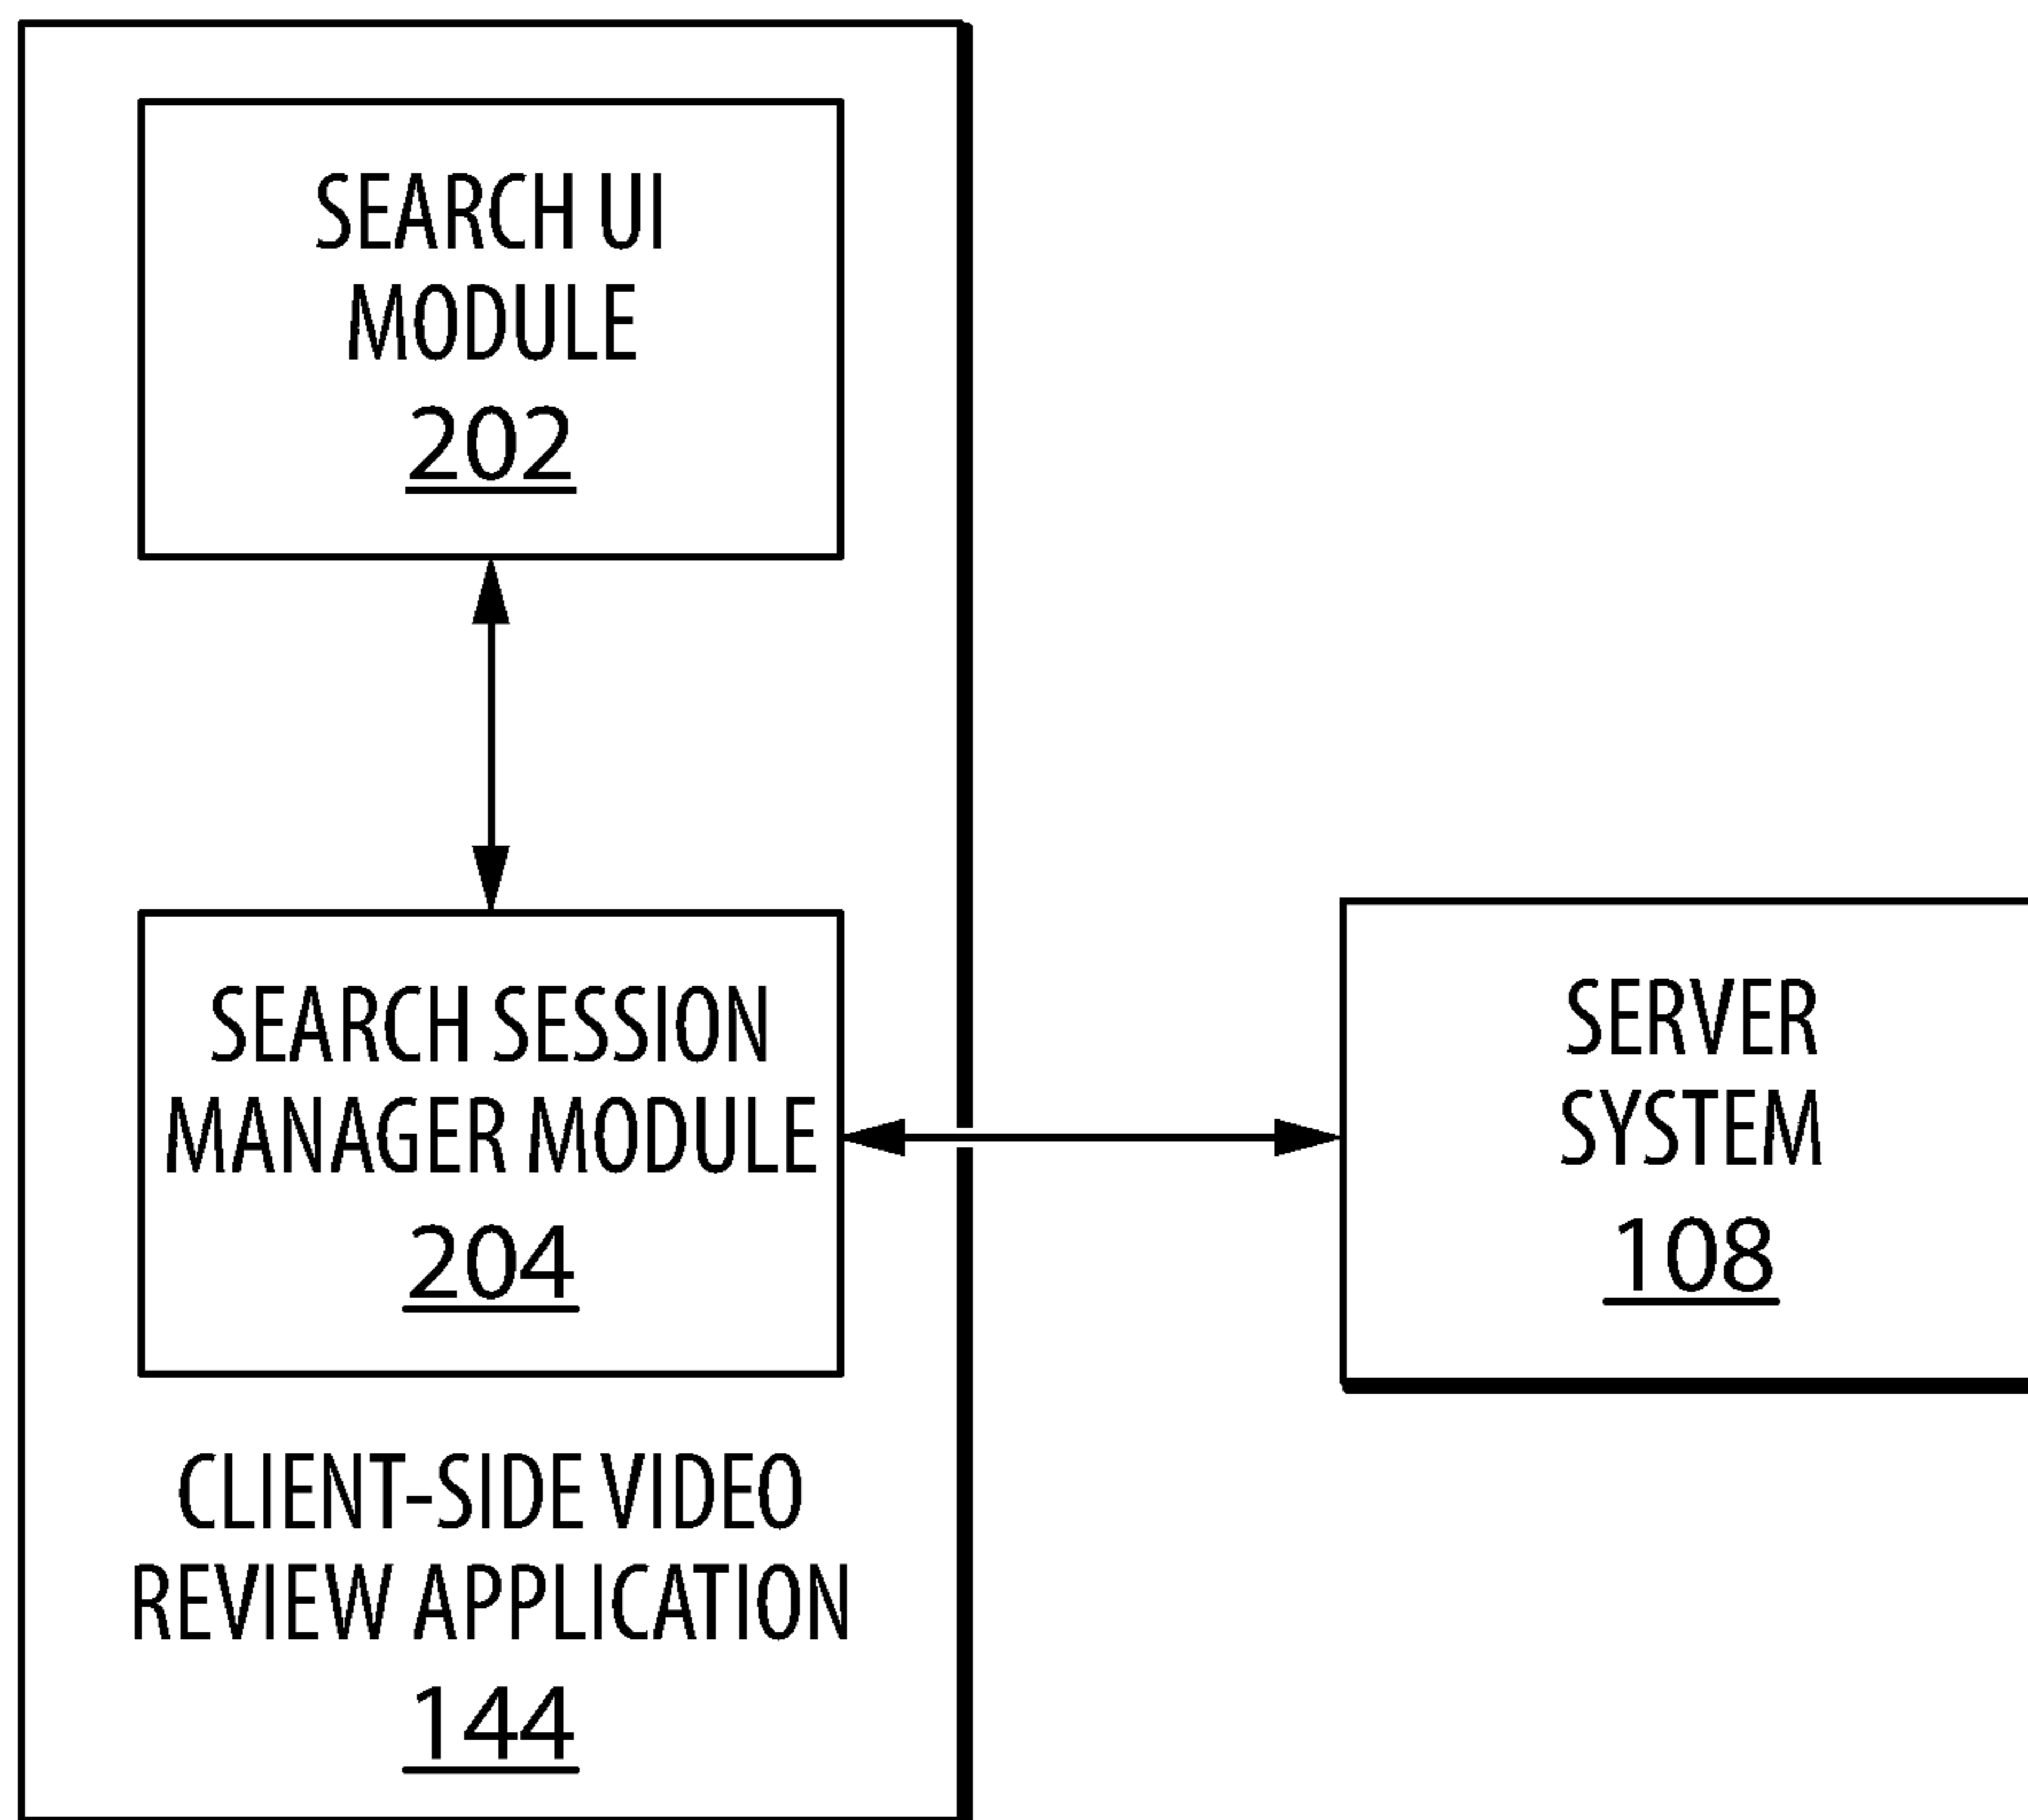 SEARCH UI
MODULE
202
SEARCH SESSION
MANAGER MODULE
204
CLIENT-SIDE VIDEO
REVIEW APPLICATION
144
SERVER
SYSTEM
108